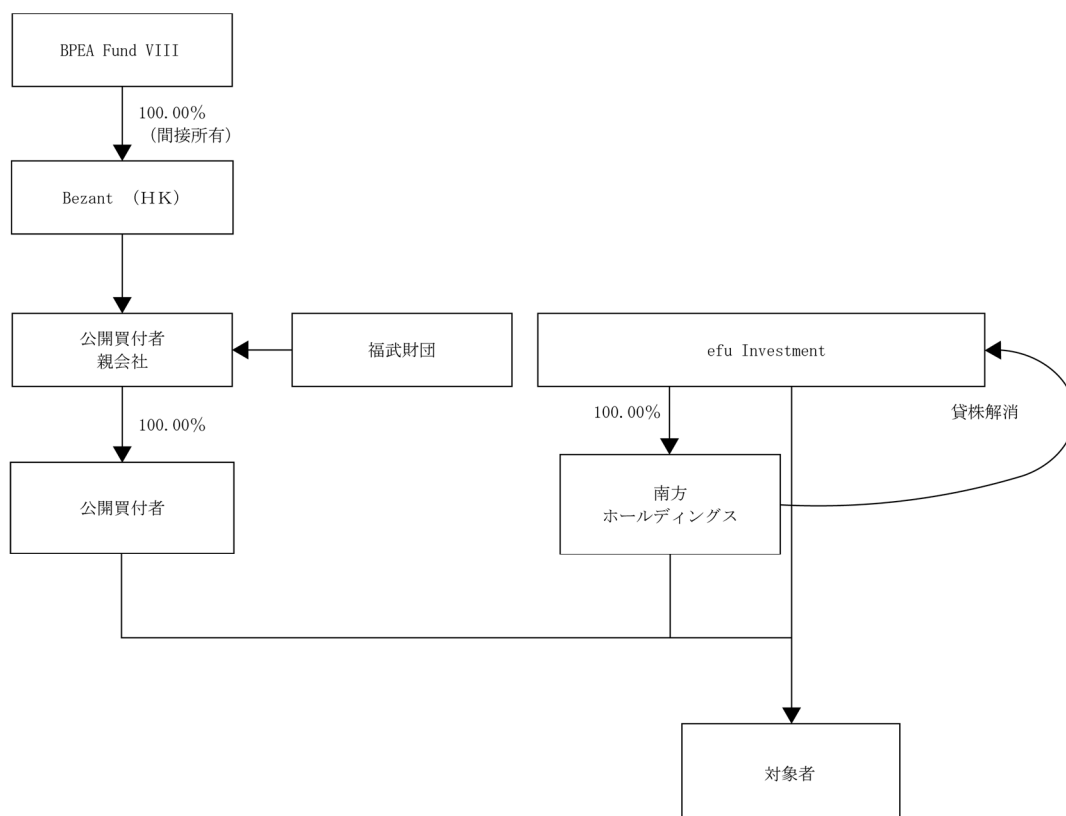 BPEA Fund VIII
100.00%
（間接所有）
Bezant （ＨＫ）
公開買付者
親会社
福武財団
efu Investment
100.00%
100.00%
貸株解消
公開買付者
南方
ホールディングス
対象者